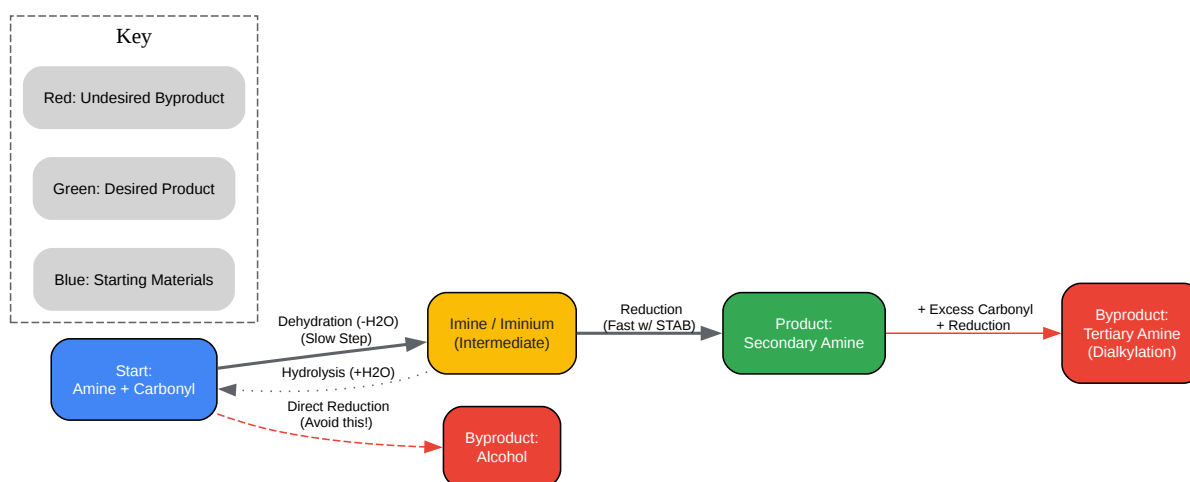 Key
Red: Undesired Byproduct
Green: Desired Product
Blue: Starting Materials
Start:
Amine + Carbonyl
Dehydration (-H2O)
(Slow Step)
Hydrolysis (+H2O)
Direct Reduction
(Avoid this!)
Imine / Iminium
(Intermediate)
Byproduct:
Alcohol
Reduction
(Fast w/ STAB)
Product:
Secondary Amine
+ Excess Carbonyl
+ Reduction
Byproduct:
Tertiary Amine
(Dialkylation)